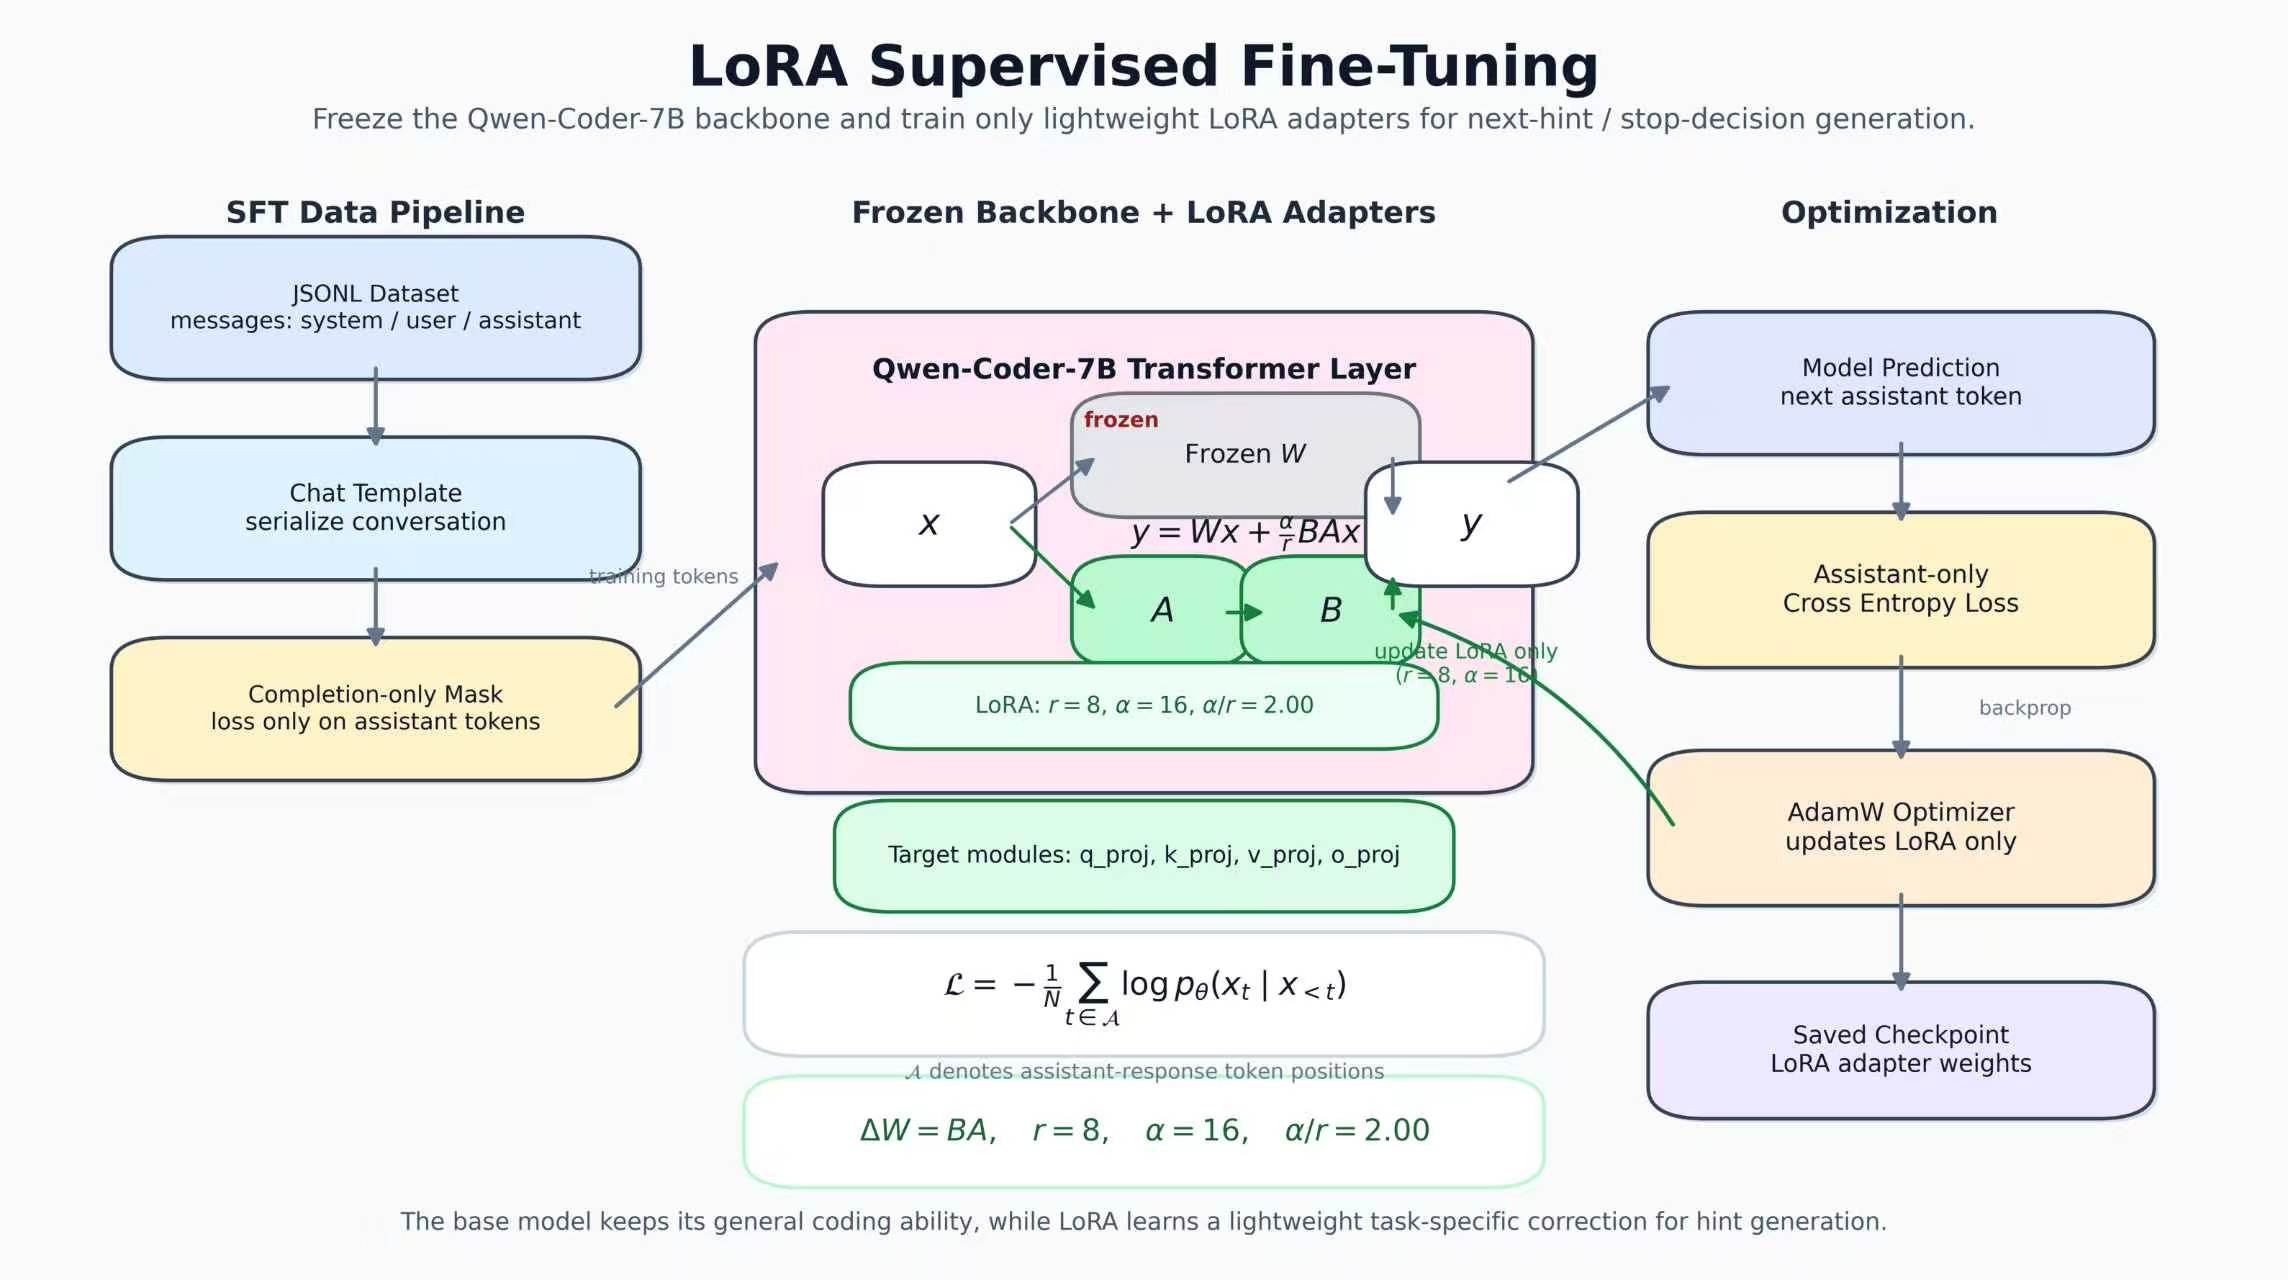 LoRA Supervised Fine-Tuning
Freeze the Qwen-Coder-7B backbone and train only lightweight LoRA adapters for next-hint / stop-decision generation.
SFT Data Pipeline
JSONL Dataset
messages: system / user / assistant
Chat Template
serialize conversation
training tokens
Completion-only Mask
loss only on assistant tokens
Frozen Backbone + LoRA Adapters
Qwen-Coder-7B Transformer Layer
frozen
Frozen W
x
y
y = Wx + α/r BAx
A
B
update LoRA only
(r = 8, α = 16)
LoRA: r = 8, α = 16, α/r = 2.00
Target modules: q_proj, k_proj, v_proj, o_proj
ℒ = − 1/N ∑ t ∈ 𝒜 log p_θ(x_t | x_{<t})
𝒜 denotes assistant-response token positions
ΔW = BA, r = 8, α = 16, α/r = 2.00
Optimization
Model Prediction
next assistant token
Assistant-only
Cross Entropy Loss
backprop
AdamW Optimizer
updates LoRA only
Saved Checkpoint
LoRA adapter weights
The base model keeps its general coding ability, while LoRA learns a lightweight task-specific correction for hint generation.